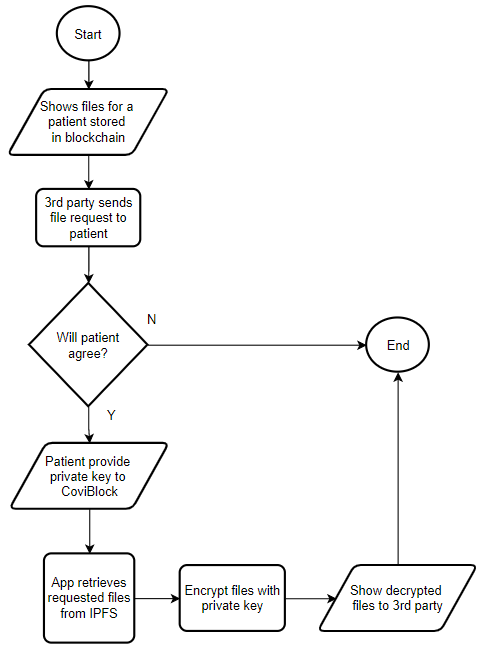 Start
Shows files for a
patient stored
in blockchain
3rd party sends
file request to
patient
Will patient
agree?
N
End
Y
Patient provide
private key to
CoviBlock
App retrieves
requested files
from IPFS
Encrypt files with
private key
Show decrypted
files to 3rd party